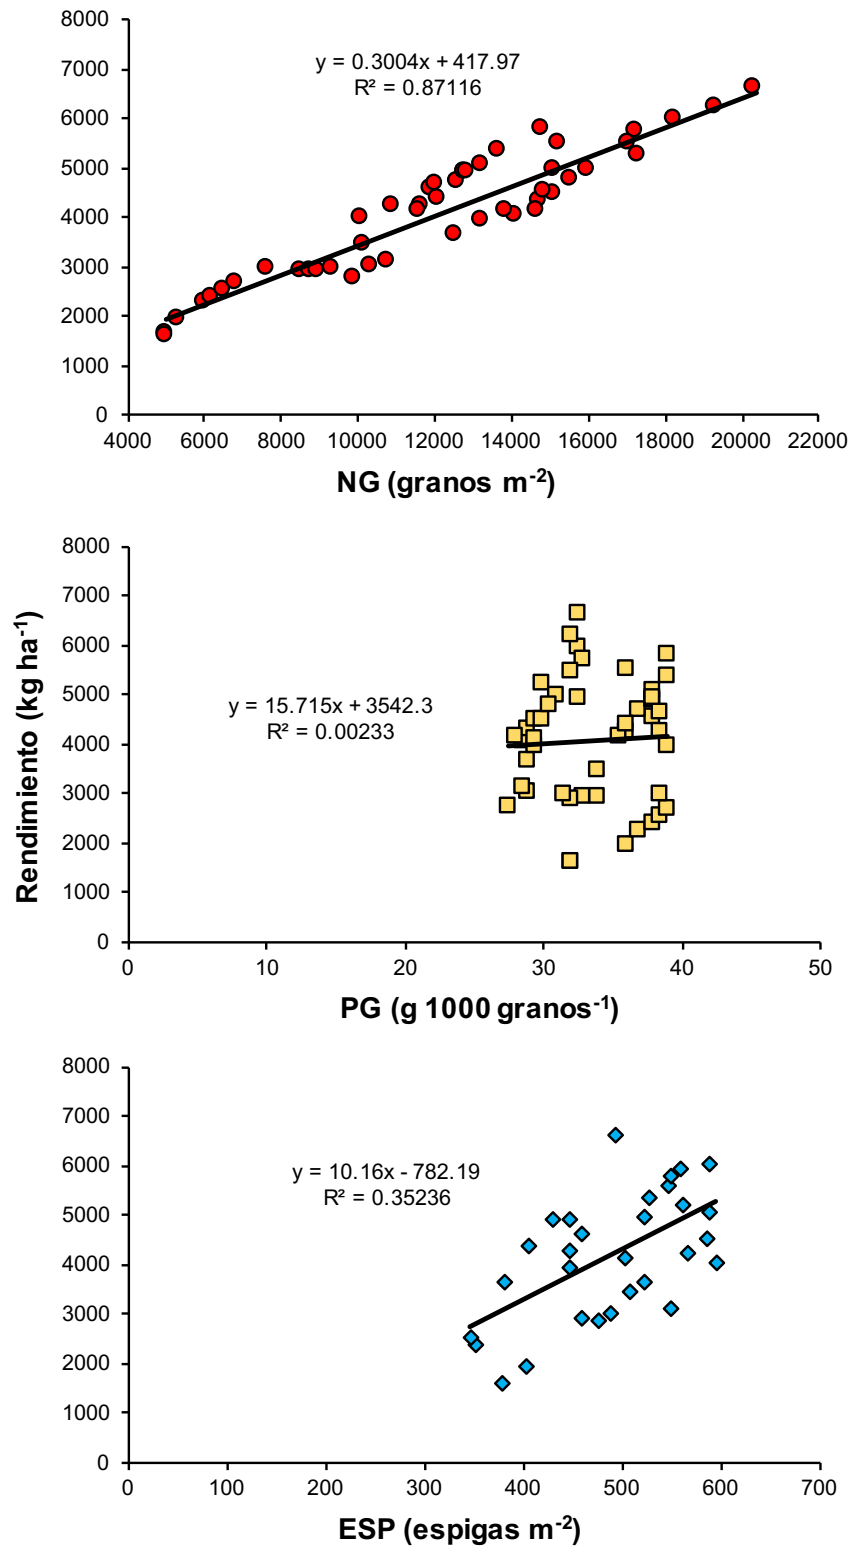 8000
7000
6000
5000
4000
3000
2000
1000
0
y = 0.3004x + 417.97
R² = 0.87116
4000 6000 8000 10000 12000 14000 16000 18000 20000 22000
NG (granos m⁻²)
Rendimiento (kg ha⁻¹)
8000
7000
6000
5000
4000
3000
2000
1000
0
y = 15.715x + 3542.3
R² = 0.00233
0 10 20 30 40 50
PG (g 1000 granos⁻¹)
8000
7000
6000
5000
4000
3000
2000
1000
0
y = 10.16x - 782.19
R² = 0.35236
0 100 200 300 400 500 600 700
ESP (espigas m⁻²)